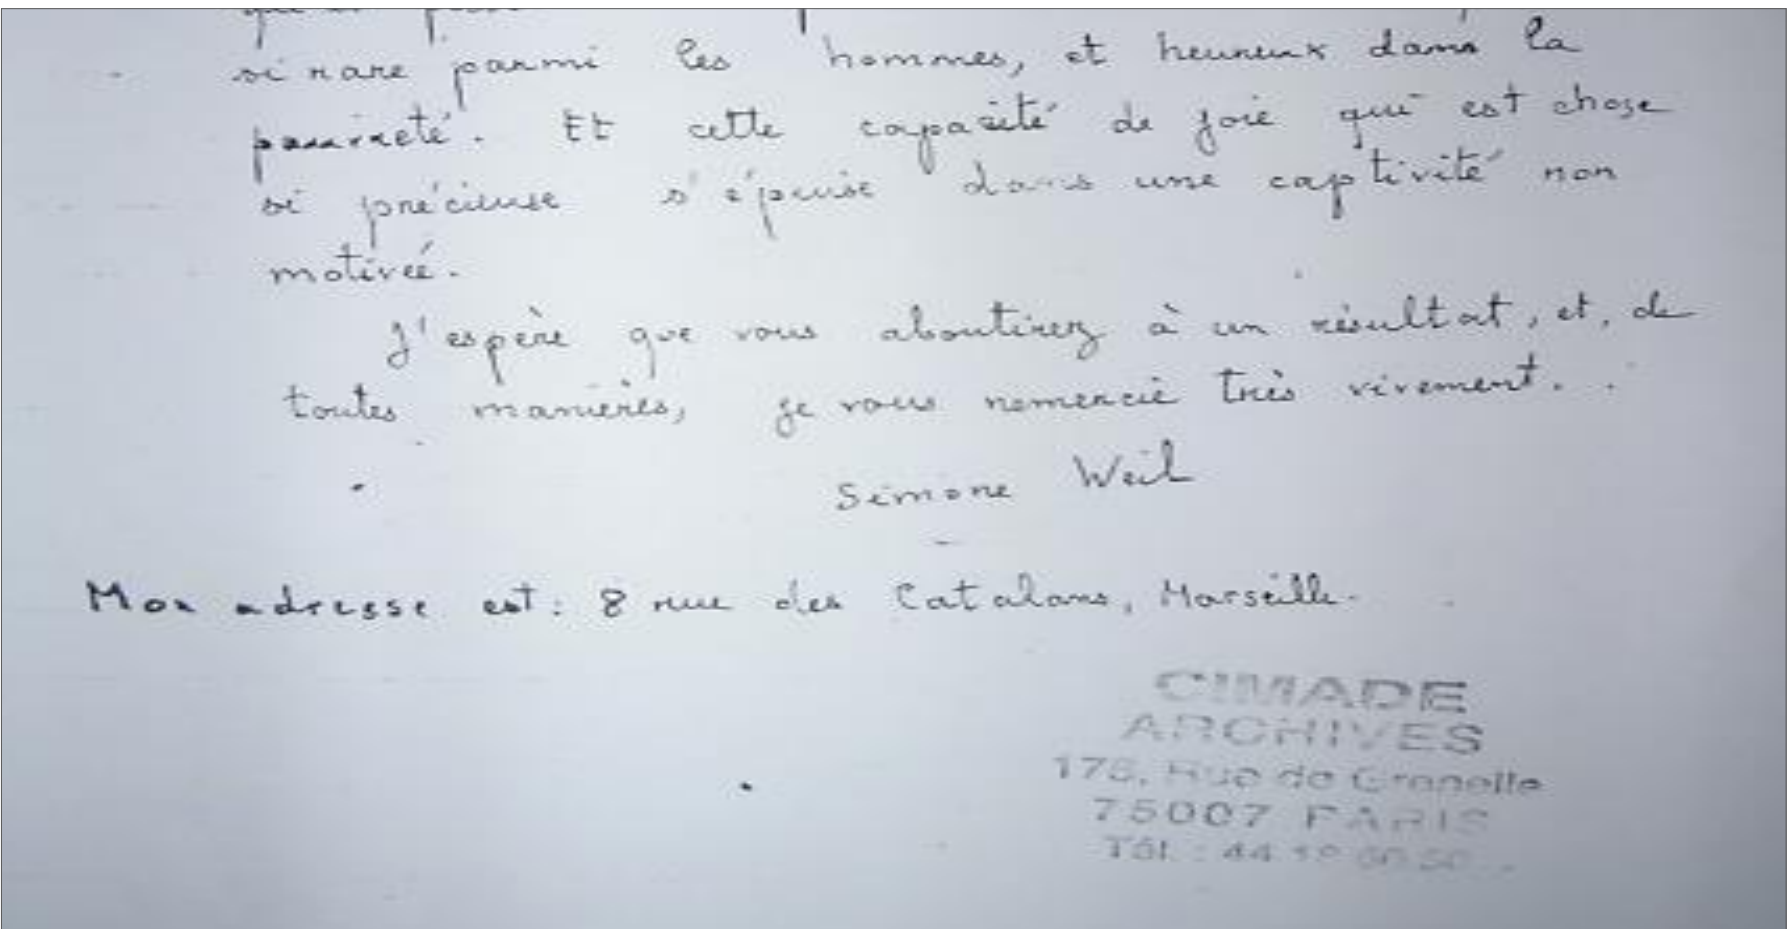 si rare parmi les hommes, et heureux dans la
pauvreté. Et cette capacité de joie qui est chose
si précieuse s'épuise dans une captivité non
motivée.
J'espère que vous aboutirez à un résultat, et, de
toutes manières, je vous remercie très vivement.
Simone Weil
Mon adresse est : 8 rue des Catalans, Marseille.
CIMADE
ARCHIVES
176, Rue de Grenelle
75007 PARIS
Tél. : 44